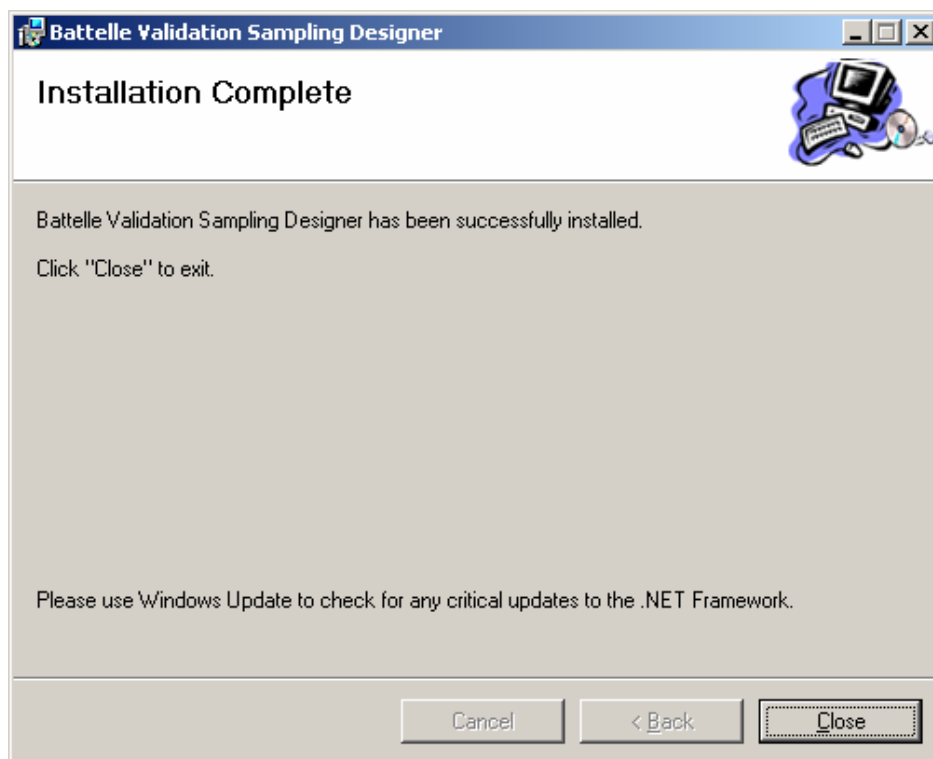 Battelle Validation Sampling Designer
Installation Complete
Battelle Validation Sampling Designer has been successfully installed.
Click "Close" to exit.
Please use Windows Update to check for any critical updates to the .NET Framework.
Cancel
< Back
Close